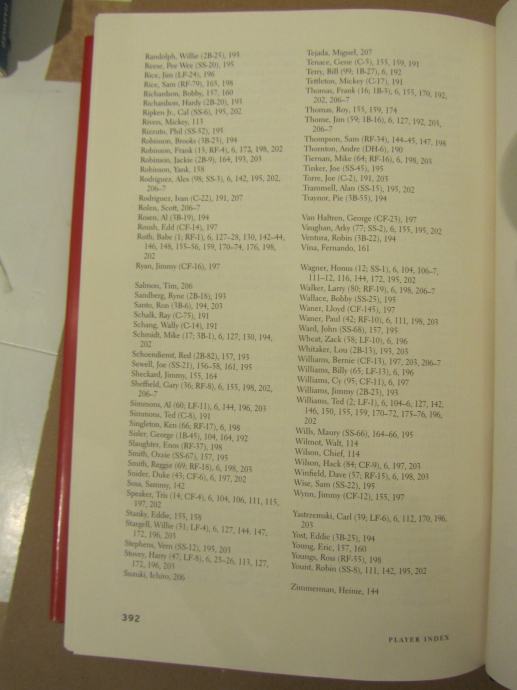 Randolph, Willie (2B-25), 193
Reese, Pee Wee (SS-20), 195
Rice, Jim (LF-24), 196
Rice, Sam (RF-79), 165, 198
Richardson, Bobby, 157, 160
Richardson, Hardy (2B-20), 193
Ripken Jr., Cal (SS-6), 195, 202
Rivers, Mickey, 113
Rizzuto, Phil (SS-52), 195
Robinson, Brooks (3B-23), 194
Robinson, Frank (15; RF-4), 6, 172, 198, 202
Robinson, Jackie (2B-9), 164, 193, 203
Robinson, Yank, 158
Rodriguez, Alex (98; SS-3), 6, 142, 195, 202,
206–7
Rodriguez, Ivan (C-22), 191, 207
Rolen, Scott, 206–7
Rosen, Al (3B-19), 194
Roush, Edd (CF-14), 197
Ruth, Babe (1; RF-1), 6, 127–28, 130, 142–44,
146, 148, 155–56, 159, 170–74, 176, 198,
202
Ryan, Jimmy (CF-16), 197
Salmon, Tim, 206
Sandberg, Ryne (2B-18), 193
Santo, Ron (3B-6), 194, 203
Schalk, Ray (C-75), 191
Schang, Wally (C-14), 191
Schmidt, Mike (17; 3B-1), 6, 127, 130, 194,
202
Schoendienst, Red (2B-82), 157, 193
Sewell, Joe (SS-21), 156–58, 161, 195
Sheckard, Jimmy, 155, 164
Sheffield, Gary (36; RF-8), 6, 155, 198, 202,
206–7
Simmons, Al (60; LF-11), 6, 144, 196, 203
Simmons, Ted (C-8), 191
Singleton, Ken (66; RF-17), 6, 198
Sisler, George (1B-45), 104, 164, 192
Slaughter, Enos (RF-37), 198
Smith, Ozzie (SS-67), 157, 195
Smith, Reggie (69; RF-18), 6, 198, 203
Snider, Duke (43; CF-6), 6, 197, 202
Sosa, Sammy, 142
Speaker, Tris (14; CF-4), 6, 104, 106, 111, 115,
197, 202
Stanky, Eddie, 155, 158
Stargell, Willie (31; LF-4), 6, 127, 144, 147,
172, 196, 203
Stephens, Vern (SS-12), 195, 203
Stovey, Harry (47; LF-8), 6, 25–26, 113, 127,
172, 196, 203
Suzuki, Ichiro, 206
Tejada, Miguel, 207
Tenace, Gene (C-5), 155, 159, 191
Terry, Bill (99; 1B-27), 6, 192
Tettleton, Mickey (C-17), 191
Thomas, Frank (16; 1B-3), 6, 155, 170, 192,
202, 206–7
Thomas, Roy, 155, 159, 174
Thome, Jim (59; 1B-16), 6, 127, 192, 203,
206–7
Thompson, Sam (RF-34), 144–45, 147, 198
Thornton, Andre (DH-6), 190
Tiernan, Mike (64; RF-16), 6, 198, 203
Tinker, Joe (SS-45), 195
Torre, Joe (C-2), 191, 203
Trammell, Alan (SS-15), 195, 202
Traynor, Pie (3B-55), 194
Van Haltren, George (CF-23), 197
Vaughan, Arky (77; SS-2), 6, 155, 195, 202
Ventura, Robin (3B-22), 194
Vina, Fernando, 161
Wagner, Honus (12; SS-1), 6, 104, 106–7,
111–12, 116, 144, 172, 195, 202
Walker, Larry (80; RF-19), 6, 198, 206–7
Wallace, Bobby (SS-25), 195
Waner, Lloyd (CF-145), 197
Waner, Paul (42; RF-10), 6, 111, 198, 203
Ward, John (SS-68), 157, 195
Wheat, Zack (58; LF-10), 6, 196
Whitaker, Lou (2B-13), 193, 203
Williams, Bernie (CF-13), 197, 203, 206–7
Williams, Billy (65; LF-13), 6, 196
Williams, Cy (95; CF-11), 6, 197
Williams, Jimmy (2B-23), 193
Williams, Ted (2; LF-1), 6, 104–6, 127, 142,
146, 150, 155, 159, 170–72, 175–76, 196,
202
Wills, Maury (SS-66), 164–66, 195
Wilmot, Walt, 114
Wilson, Chief, 114
Wilson, Hack (84; CF-9), 6, 197, 203
Winfield, Dave (57; RF-15), 6, 198, 203
Wise, Sam (SS-22), 195
Wynn, Jimmy (CF-12), 155, 197
Yastrzemski, Carl (39; LF-6), 6, 112, 170, 196,
203
Yost, Eddie (3B-25), 194
Young, Eric, 157, 160
Youngs, Ross (RF-55), 198
Yount, Robin (SS-8), 111, 142, 195, 202
Zimmerman, Heinie, 144
392
PLAYER INDEX